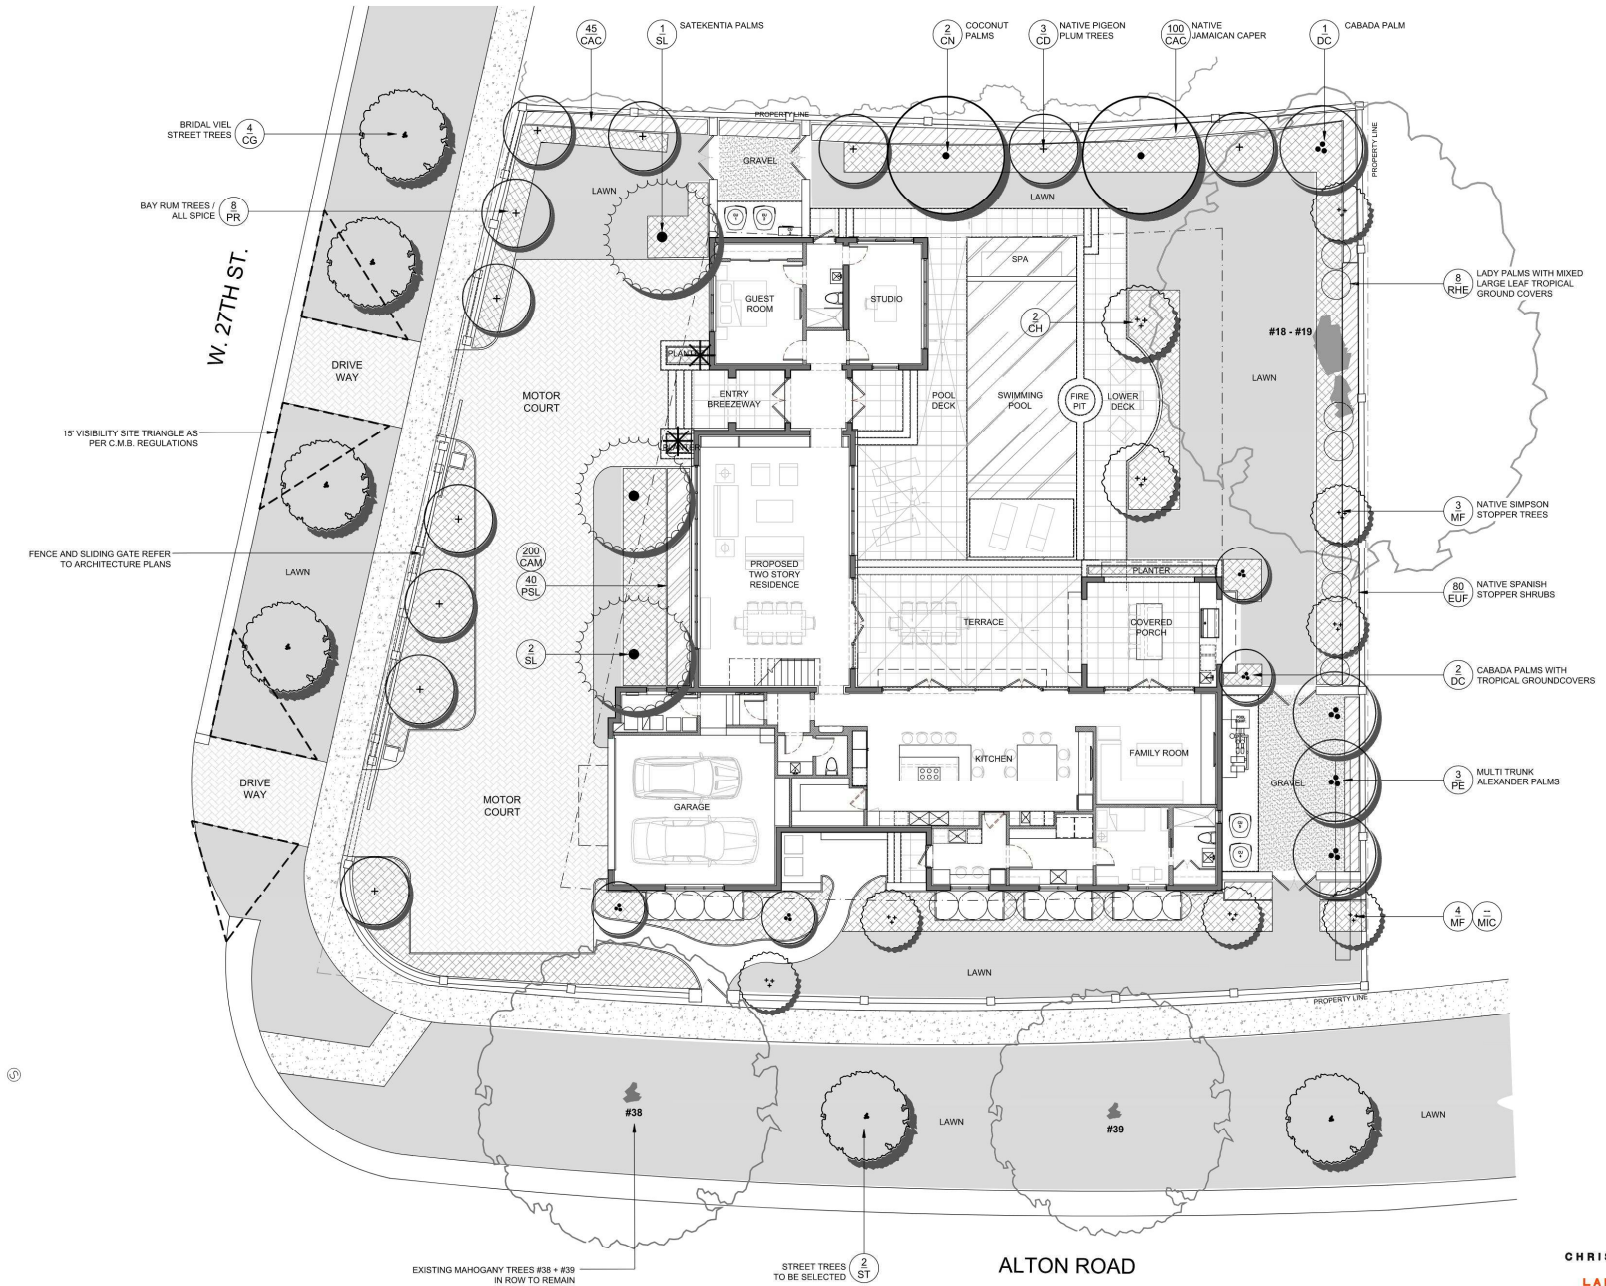 45
CAC
1
SL
SATEKENTIA PALMS
2
CN
COCONUT
PALMS
3
CD
NATIVE PIGEON
PLUM TREES
100
CAC
NATIVE
JAMAICAN CAPER
1
DC
CABADA PALM
BRIDAL VIEL
STREET TREES
4
CG
PROPERTY LINE
PROPERTY LINE
GRAVEL
LAWN
LAWN
BAY RUM TREES /
ALL SPICE
8
PR
W. 27TH ST.
SPA
GUEST
ROOM
STUDIO
8
RHE
LADY PALMS WITH MIXED
LARGE LEAF TROPICAL
GROUND COVERS
2
CH
#18 - #19
DRIVE
WAY
PLANTER
MOTOR
COURT
ENTRY
BREEZEWAY
POOL
DECK
SWIMMING
POOL
FIRE
PIT
LOWER
DECK
LAWN
15' VISIBILITY SITE TRIANGLE AS
PER C.M.B. REGULATIONS
PLANTER
3
MF
NATIVE SIMPSON
STOPPER TREES
FENCE AND SLIDING GATE REFER
TO ARCHITECTURE PLANS
LAWN
200
CAM
40
PSL
PROPOSED
TWO STORY
RESIDENCE
PLANTER
80
EUF
NATIVE SPANISH
STOPPER SHRUBS
TERRACE
COVERED
PORCH
2
SL
2
DC
CABADA PALMS WITH
TROPICAL GROUNDCOVERS
KITCHEN
FAMILY ROOM
DRIVE
WAY
MOTOR
COURT
GARAGE
GRAVEL
3
PE
MULTI TRUNK
ALEXANDER PALMS
4
MF
--
MIC
LAWN
PROPERTY LINE
#38
#39
LAWN
LAWN
EXISTING MAHOGANY TREES #38 + #39
IN ROW TO REMAIN
STREET TREES
TO BE SELECTED
2
ST
ALTON ROAD
S
CHRIS
LA